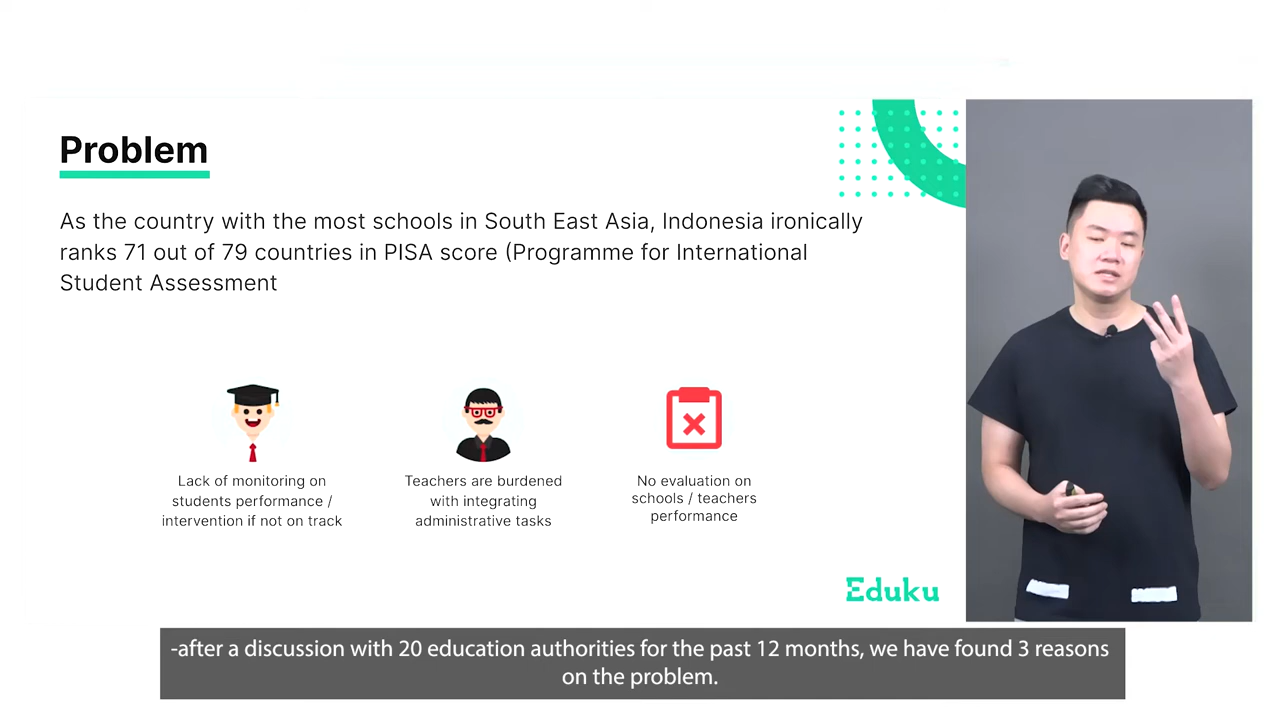 Problem
As the country with the most schools in South East Asia, Indonesia ironically
ranks 71 out of 79 countries in PISA score (Programme for International
Student Assessment
Lack of monitoring on
students performance /
intervention if not on track
Teachers are burdened
with integrating
administrative tasks
No evaluation on
schools / teachers
performance
Eduku
-after a discussion with 20 education authorities for the past 12 months, we have found 3 reasons
on the problem.